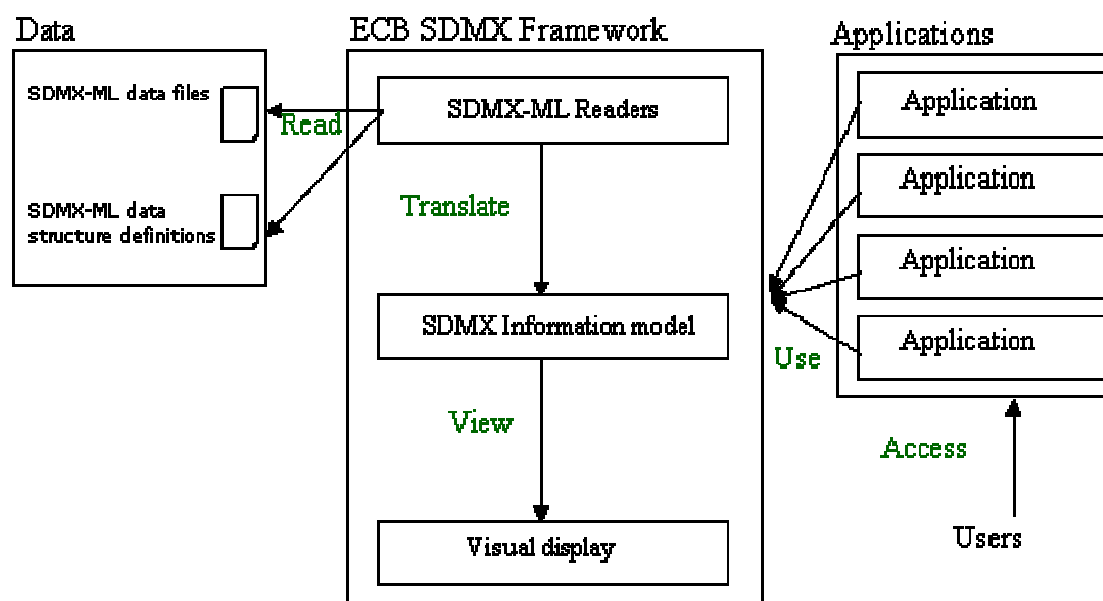 Data
SDMX-ML data files
SDMX-ML data
structure definitions
Read
ECB SDMX Framework
SDMX-ML Readers
Translate
SDMX Information model
View
Visual display
Applications
Application
Application
Application
Application
Use
Access
Users